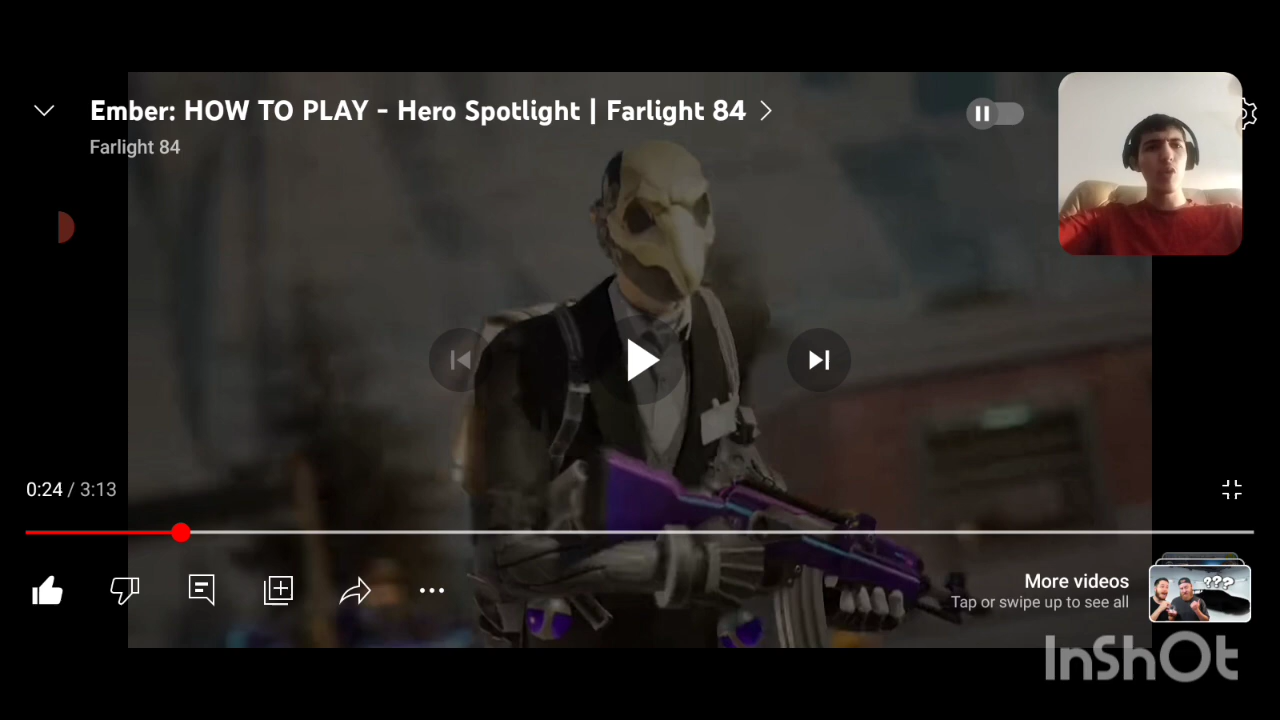 Ember: HOW TO PLAY - Hero Spotlight | Farlight 84
Farlight 84
0:24 / 3:13
More videos
Tap or swipe up to see all
???
InShOt